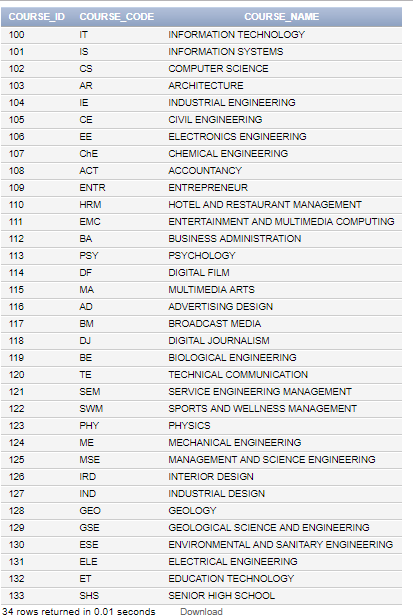 COURSE_ID COURSE_CODE COURSE_NAME
100 IT INFORMATION TECHNOLOGY
101 IS INFORMATION SYSTEMS
102 CS COMPUTER SCIENCE
103 AR ARCHITECTURE
104 IE INDUSTRIAL ENGINEERING
105 CE CIVIL ENGINEERING
106 EE ELECTRONICS ENGINEERING
107 ChE CHEMICAL ENGINEERING
108 ACT ACCOUNTANCY
109 ENTR ENTREPRENEUR
110 HRM HOTEL AND RESTAURANT MANAGEMENT
111 EMC ENTERTAINMENT AND MULTIMEDIA COMPUTING
112 BA BUSINESS ADMINISTRATION
113 PSY PSYCHOLOGY
114 DF DIGITAL FILM
115 MA MULTIMEDIA ARTS
116 AD ADVERTISING DESIGN
117 BM BROADCAST MEDIA
118 DJ DIGITAL JOURNALISM
119 BE BIOLOGICAL ENGINEERING
120 TE TECHNICAL COMMUNICATION
121 SEM SERVICE ENGINEERING MANAGEMENT
122 SWM SPORTS AND WELLNESS MANAGEMENT
123 PHY PHYSICS
124 ME MECHANICAL ENGINEERING
125 MSE MANAGEMENT AND SCIENCE ENGINEERING
126 IRD INTERIOR DESIGN
127 IND INDUSTRIAL DESIGN
128 GEO GEOLOGY
129 GSE GEOLOGICAL SCIENCE AND ENGINEERING
130 ESE ENVIRONMENTAL AND SANITARY ENGINEERING
131 ELE ELECTRICAL ENGINEERING
132 ET EDUCATION TECHNOLOGY
133 SHS SENIOR HIGH SCHOOL
34 rows returned in 0.01 seconds Download